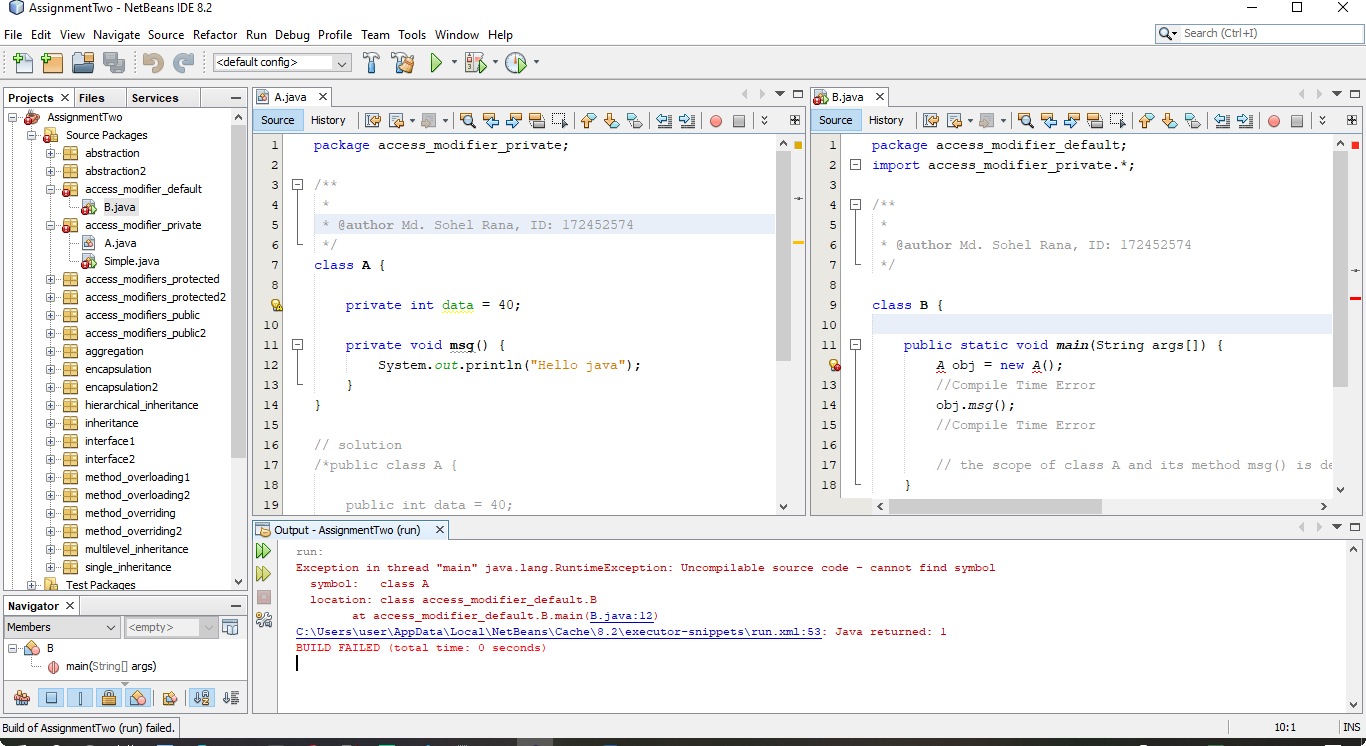 AssignmentTwo - NetBeans IDE 8.2
File Edit View Navigate Source Refactor Run Debug Profile Team Tools Window Help
Search (Ctrl+I)
<default config>
Projects Files Services
AssignmentTwo
Source Packages
abstraction
abstraction2
access_modifier_default
B.java
access_modifier_private
A.java
Simple.java
access_modifiers_protected
access_modifiers_protected2
access_modifiers_public
access_modifiers_public2
aggregation
encapsulation
encapsulation2
hierarchical_inheritance
inheritance
interface1
interface2
method_overloading1
method_overloading2
method_overriding
method_overriding2
multilevel_inheritance
single_inheritance
Test Packages
Navigator
Members <empty>
B
main(String[] args)
A.java
Source History
1 package access_modifier_private;
2
3 /**
4 *
5 * @author Md. Sohel Rana, ID: 172452574
6 */
7 class A {
8
private int data = 40;
10
11 private void msg() {
12 System.out.println("Hello java");
13 }
14 }
15
16 // solution
17 /*public class A {
18
19 public int data = 40;
B.java
Source History
1 package access_modifier_default;
2 import access_modifier_private.*;
3
4 /**
5 *
6 * @author Md. Sohel Rana, ID: 172452574
7 */
8
9 class B {
10
11 public static void main(String args[]) {
A obj = new A();
13 //Compile Time Error
14 obj.msg();
15 //Compile Time Error
16
17 // the scope of class A and its method msg() is de
18 }
Output - AssignmentTwo (run)
run:
Exception in thread "main" java.lang.RuntimeException: Uncompilable source code - cannot find symbol
symbol: class A
location: class access_modifier_default.B
at access_modifier_default.B.main(B.java:12)
C:\Users\user\AppData\Local\NetBeans\Cache\8.2\executor-snippets\run.xml:53: Java returned: 1
BUILD FAILED (total time: 0 seconds)
Build of AssignmentTwo (run) failed.
10:1 INS